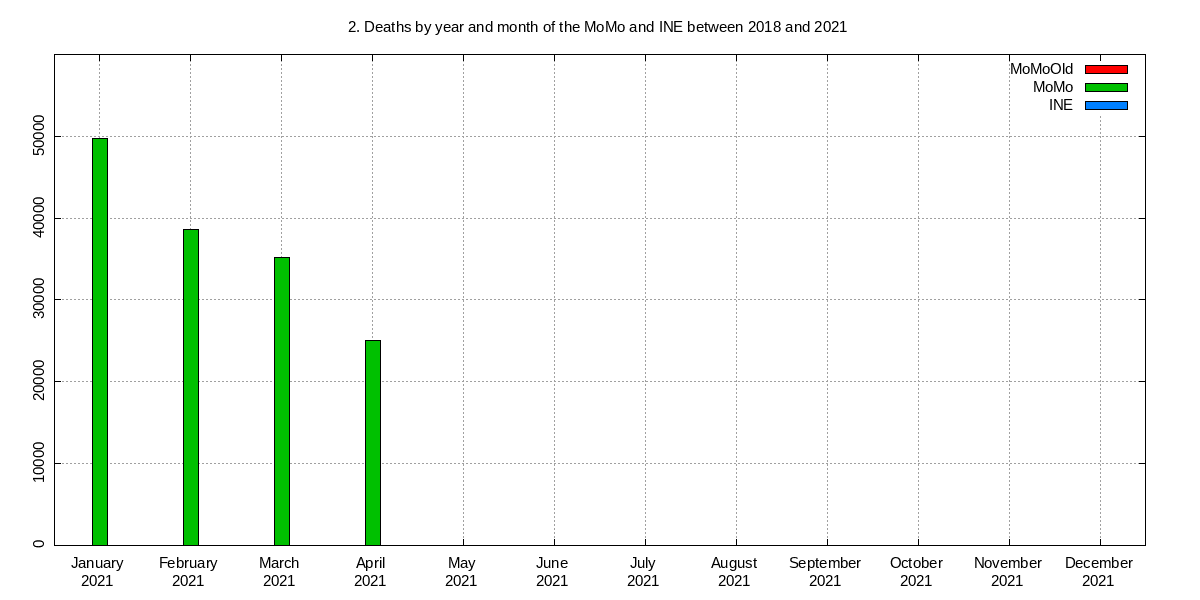 2. Deaths by year and month of the MoMo and INE between 2018 and 2021
MoMoOld
MoMo
INE
50000
40000
30000
20000
10000
0
January February March April May June July August September October November December
2021 2021 2021 2021 2021 2021 2021 2021 2021 2021 2021 2021